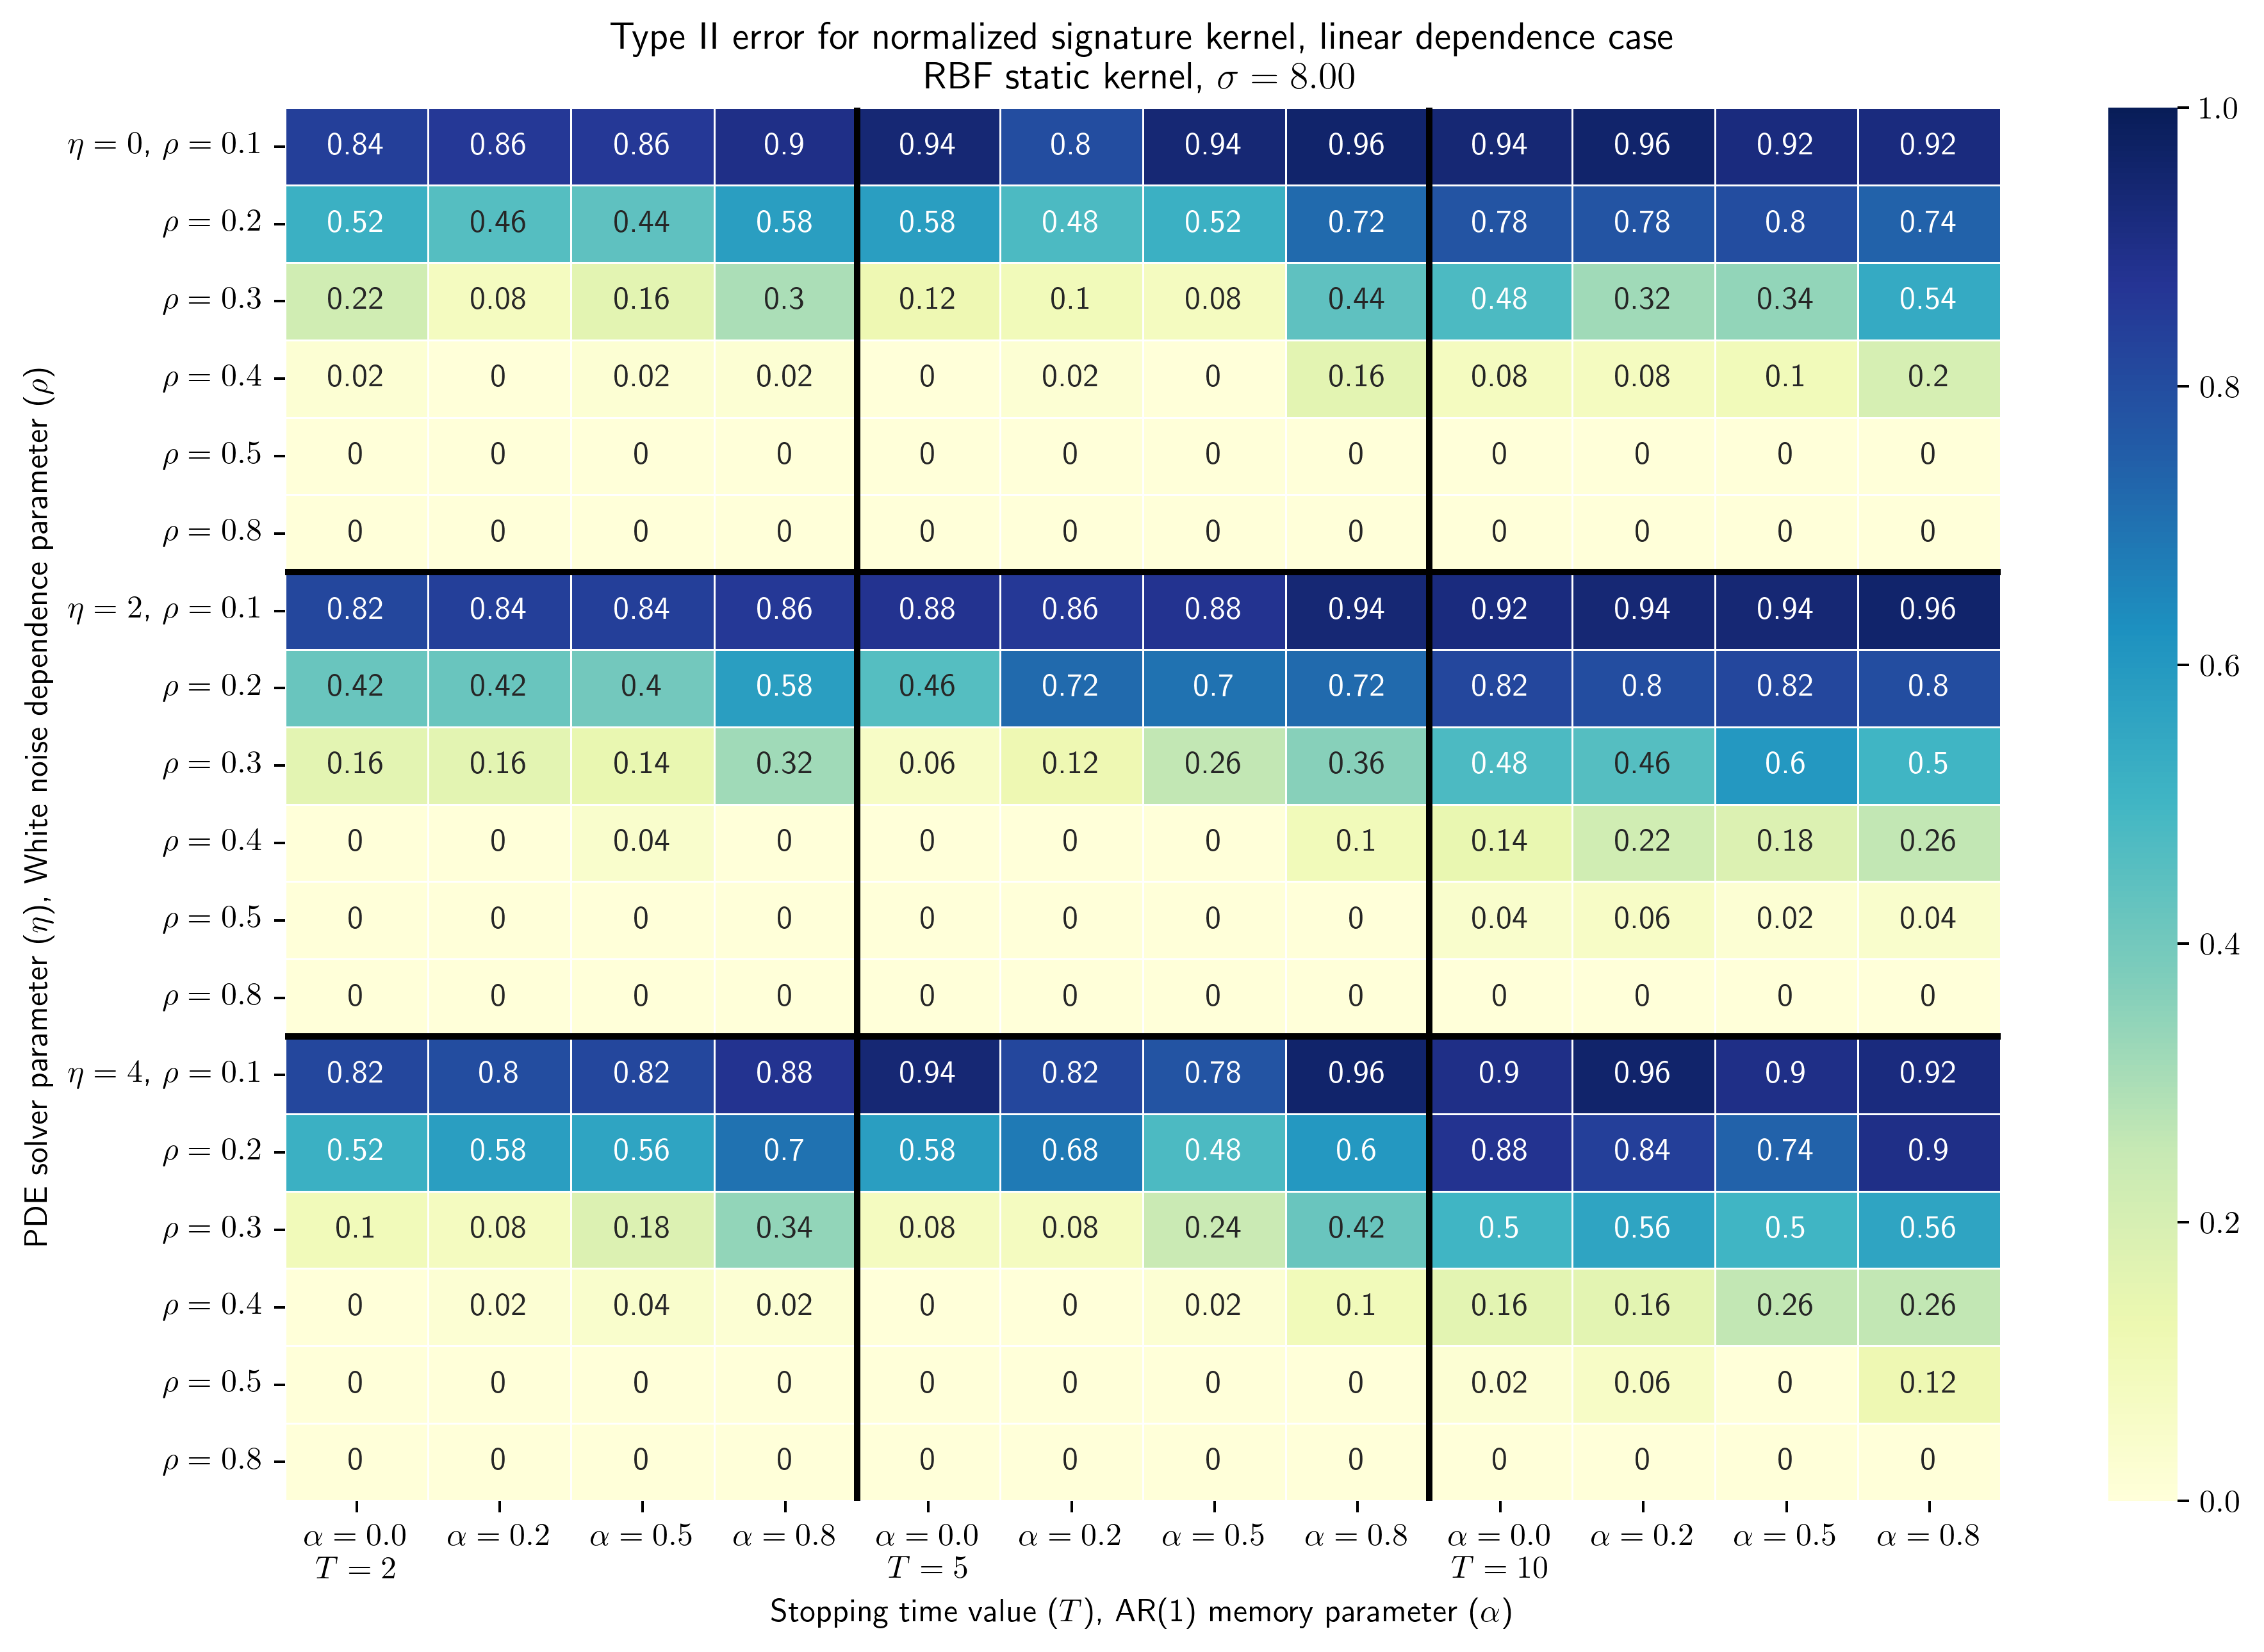 Type II error for normalized signature kernel, linear dependence case
RBF static kernel, σ = 8.00
PDE solver parameter (η), White noise dependence parameter (ρ)
η = 0, ρ = 0.1 0.84 0.86 0.86 0.9 0.94 0.8 0.94 0.96 0.94 0.96 0.92 0.92
ρ = 0.2 0.52 0.46 0.44 0.58 0.58 0.48 0.52 0.72 0.78 0.78 0.8 0.74
ρ = 0.3 0.22 0.08 0.16 0.3 0.12 0.1 0.08 0.44 0.48 0.32 0.34 0.54
ρ = 0.4 0.02 0 0.02 0.02 0 0.02 0 0.16 0.08 0.08 0.1 0.2
ρ = 0.5 0 0 0 0 0 0 0 0 0 0 0 0
ρ = 0.8 0 0 0 0 0 0 0 0 0 0 0 0
η = 2, ρ = 0.1 0.82 0.84 0.84 0.86 0.88 0.86 0.88 0.94 0.92 0.94 0.94 0.96
ρ = 0.2 0.42 0.42 0.4 0.58 0.46 0.72 0.7 0.72 0.82 0.8 0.82 0.8
ρ = 0.3 0.16 0.16 0.14 0.32 0.06 0.12 0.26 0.36 0.48 0.46 0.6 0.5
ρ = 0.4 0 0 0.04 0 0 0 0 0.1 0.14 0.22 0.18 0.26
ρ = 0.5 0 0 0 0 0 0 0 0 0.04 0.06 0.02 0.04
ρ = 0.8 0 0 0 0 0 0 0 0 0 0 0 0
η = 4, ρ = 0.1 0.82 0.8 0.82 0.88 0.94 0.82 0.78 0.96 0.9 0.96 0.9 0.92
ρ = 0.2 0.52 0.58 0.56 0.7 0.58 0.68 0.48 0.6 0.88 0.84 0.74 0.9
ρ = 0.3 0.1 0.08 0.18 0.34 0.08 0.08 0.24 0.42 0.5 0.56 0.5 0.56
ρ = 0.4 0 0.02 0.04 0.02 0 0 0.02 0.1 0.16 0.16 0.26 0.26
ρ = 0.5 0 0 0 0 0 0 0 0 0.02 0.06 0 0.12
ρ = 0.8 0 0 0 0 0 0 0 0 0 0 0 0
α = 0.0 α = 0.2 α = 0.5 α = 0.8 α = 0.0 α = 0.2 α = 0.5 α = 0.8 α = 0.0 α = 0.2 α = 0.5 α = 0.8
T = 2 T = 5 T = 10
Stopping time value (T), AR(1) memory parameter (α)
1.0
0.8
0.6
0.4
0.2
0.0